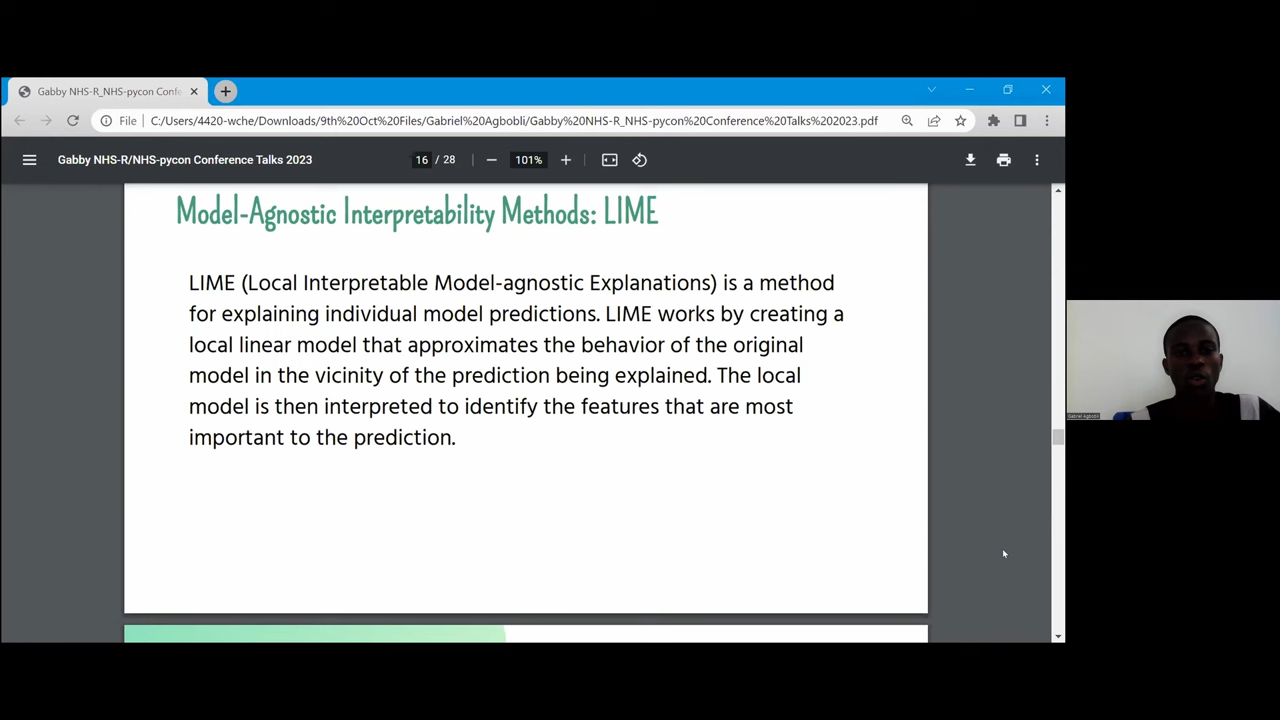 Gabby NHS-R_NHS-pycon Confe
File
C:/Users/4420-wche/Downloads/9th%20Oct%20Files/Gabriel%20Agbobli/Gabby%20NHS-R_NHS-pycon%20Conference%20Talks%202023.pdf
Gabby NHS-R/NHS-pycon Conference Talks 2023
16 / 28
101%
Model-Agnostic Interpretability Methods: LIME
LIME (Local Interpretable Model-agnostic Explanations) is a method
for explaining individual model predictions. LIME works by creating a
local linear model that approximates the behavior of the original
model in the vicinity of the prediction being explained. The local
model is then interpreted to identify the features that are most
important to the prediction.
Gabriel Agbobli